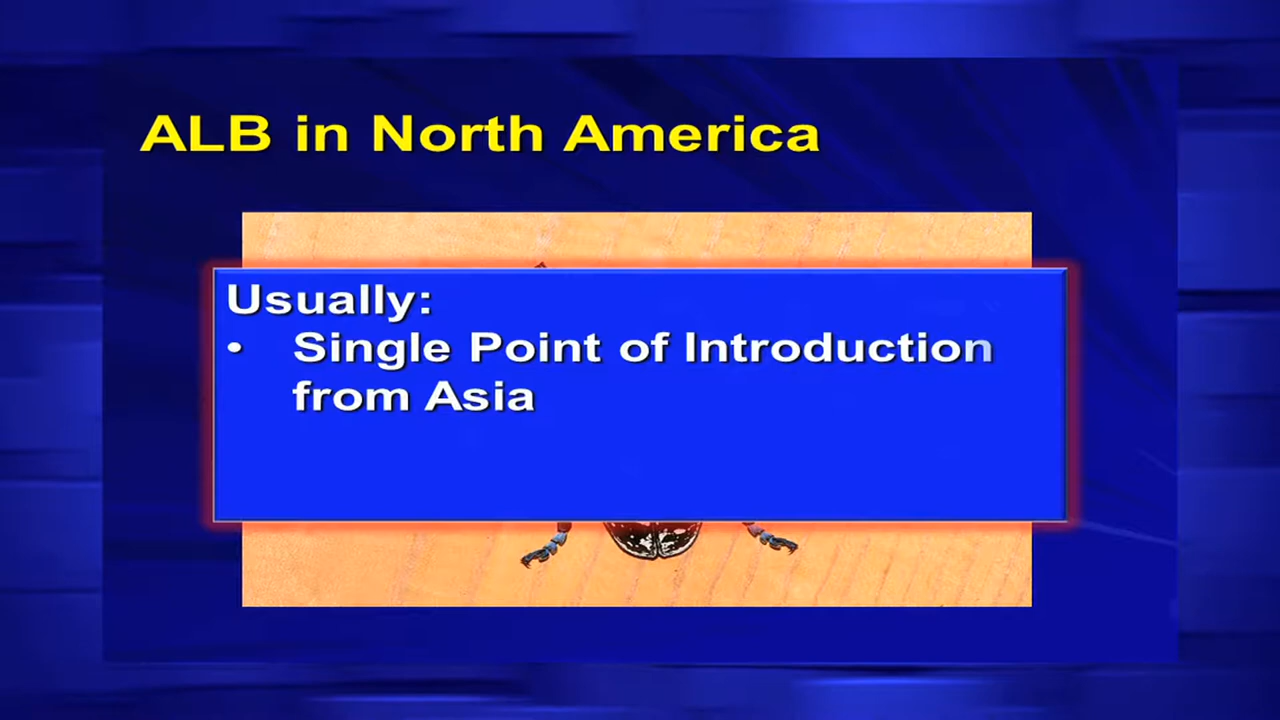 ALB in North America
Usually:
• Single Point of Introduction
from Asia